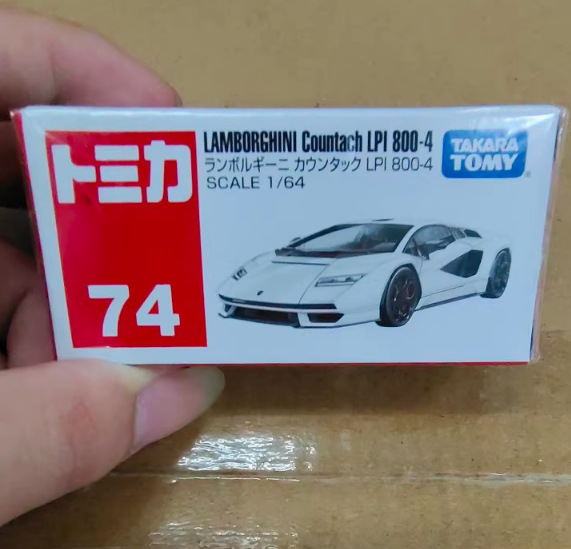 トミカ
74
LAMBORGHINI Countach LPI 800-4
ランボルギーニ カウンタック LPI 800-4
SCALE 1/64
TAKARA
TOMY